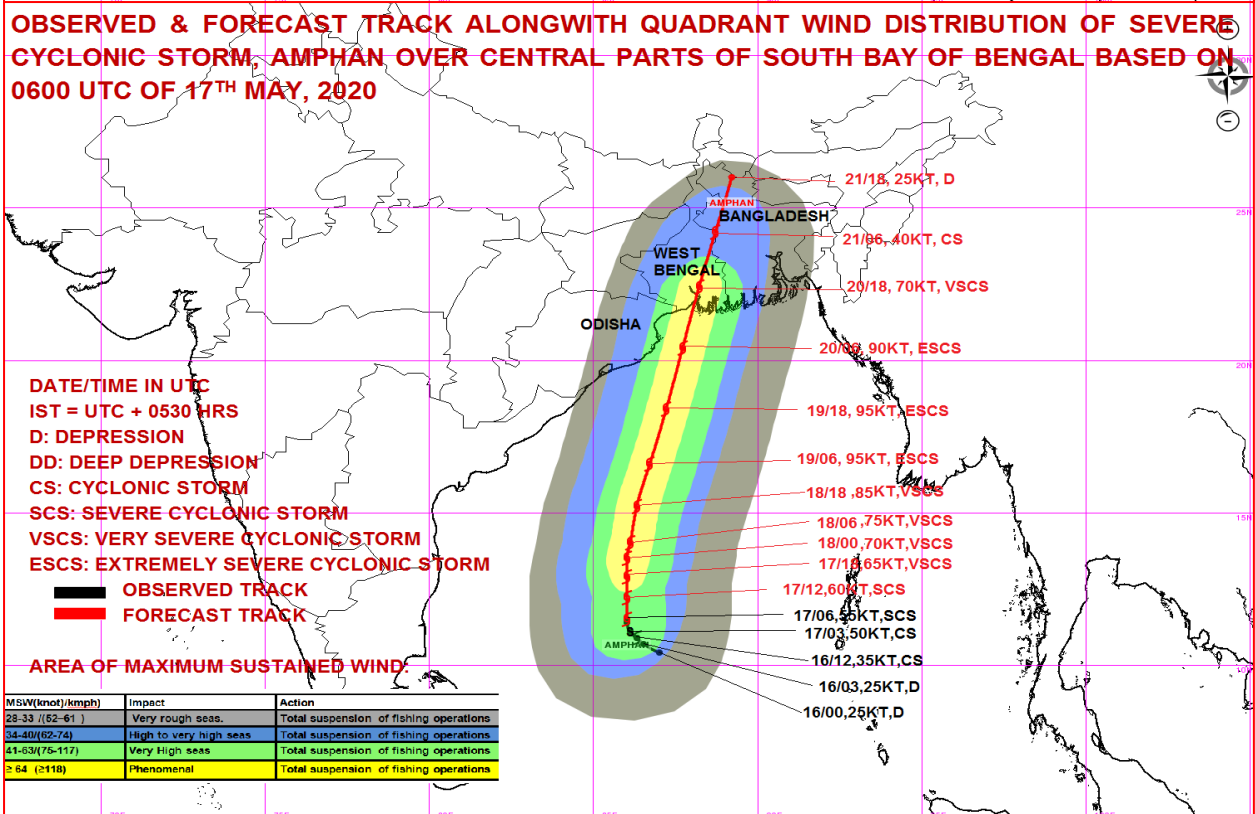 OBSERVED & FORECAST TRACK ALONGWITH QUADRANT WIND DISTRIBUTION OF SEVERE
CYCLONIC STORM, AMPHAN OVER CENTRAL PARTS OF SOUTH BAY OF BENGAL BASED ON
0600 UTC OF 17TH MAY, 2020
21/18, 25KT, D
AMPHAN
BANGLADESH
25N
21/06, 40KT, CS
WEST
BENGAL
20/18, 70KT, VSCS
ODISHA
20/06, 90KT, ESCS
20N
DATE/TIME IN UTC
IST = UTC + 0530 HRS
D: DEPRESSION
DD: DEEP DEPRESSION
CS: CYCLONIC STORM
SCS: SEVERE CYCLONIC STORM
VSCS: VERY SEVERE CYCLONIC STORM
ESCS: EXTREMELY SEVERE CYCLONIC STORM
OBSERVED TRACK
FORECAST TRACK
19/18, 95KT, ESCS
19/06, 95KT, ESCS
18/18 ,85KT,VSCS
15N
18/06 ,75KT,VSCS
18/00,70KT,VSCS
17/18,65KT,VSCS
17/12,60KT,SCS
17/06,55KT,SCS
17/03,50KT,CS
AMPHAN
16/12,35KT,CS
10N
16/03,25KT,D
16/00,25KT,D
AREA OF MAXIMUM SUSTAINED WIND:
MSW(knot)/kmph) Impact Action
28-33 /(52-61 ) Very rough seas. Total suspension of fishing operations
34-40/(62-74) High to very high seas Total suspension of fishing operations
41-63/(75-117) Very High seas Total suspension of fishing operations
≥ 64 (≥118) Phenomenal Total suspension of fishing operations